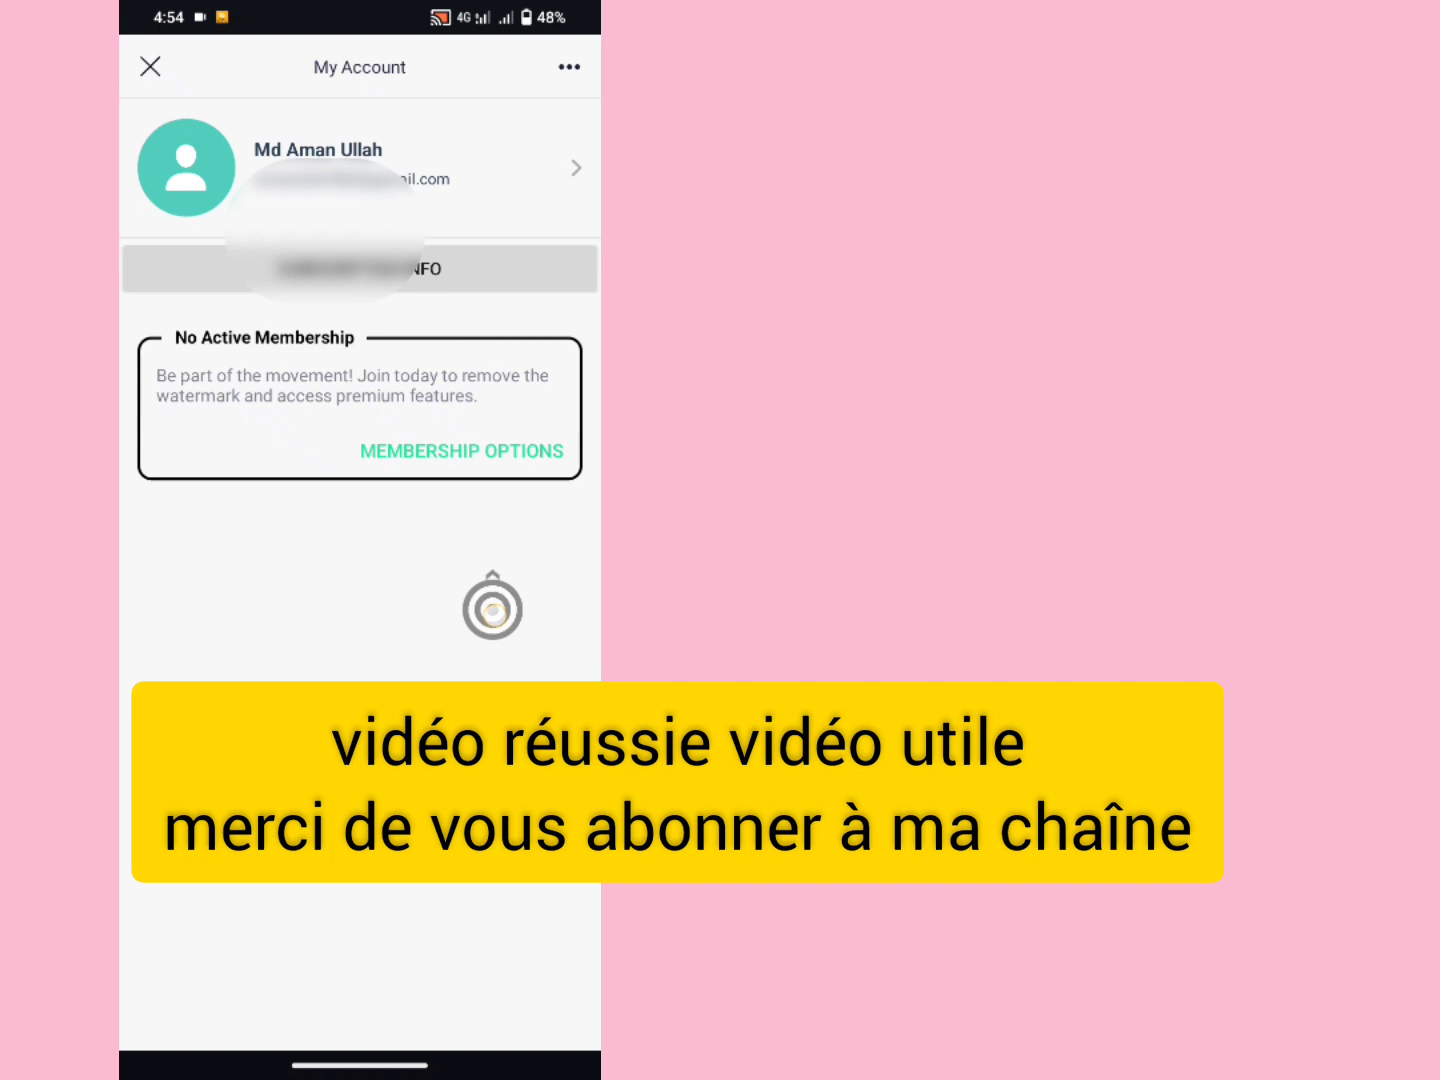 4:54
4G
48%
My Account
Md Aman Ullah
ail.com
NFO
No Active Membership
Be part of the movement! Join today to remove the
watermark and access premium features.
MEMBERSHIP OPTIONS
vidéo réussie vidéo utile
merci de vous abonner à ma chaîne